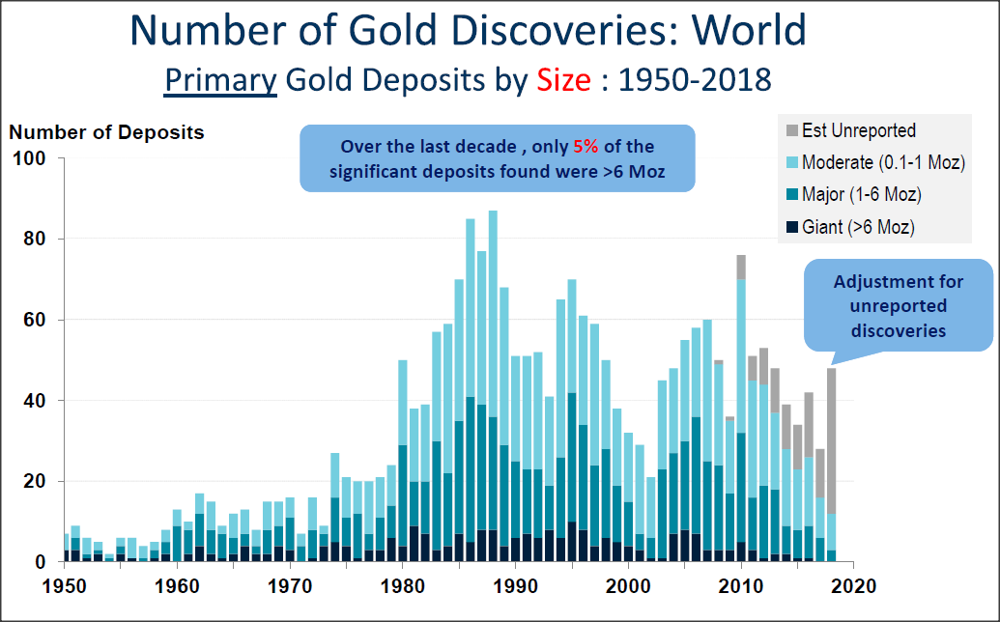 Number of Gold Discoveries: World
Primary Gold Deposits by Size : 1950-2018
Number of Deposits
Over the last decade , only 5% of the
significant deposits found were >6 Moz
Est Unreported
Moderate (0.1-1 Moz)
Major (1-6 Moz)
Giant (>6 Moz)
Adjustment for
unreported
discoveries
100
80
60
40
20
0
1950 1960 1970 1980 1990 2000 2010 2020